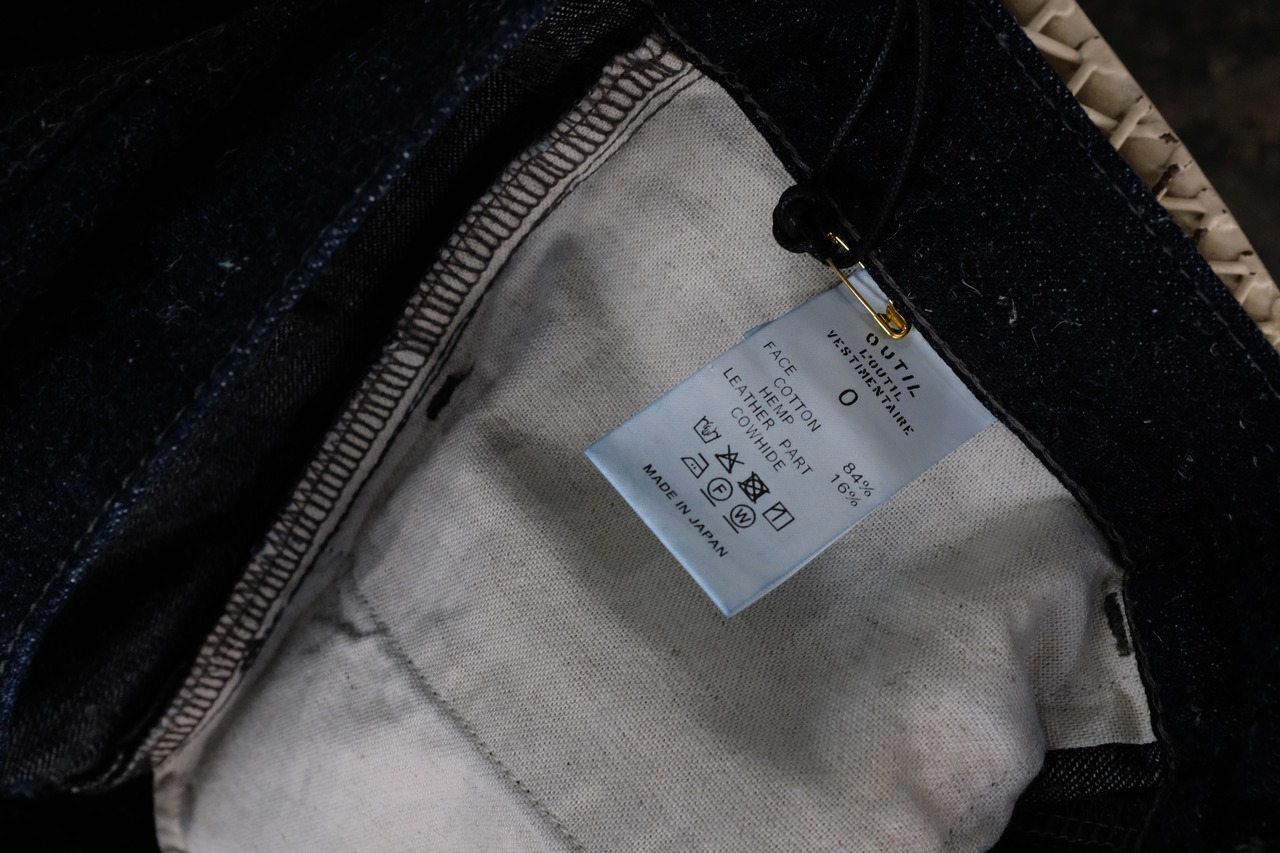 OUTIL
L'OUTIL
VESTIMENTAIRE
0
FACE
COTTON 84%
HEMP 16%
LEATHER PART
COWHIDE
F
W
MADE IN JAPAN